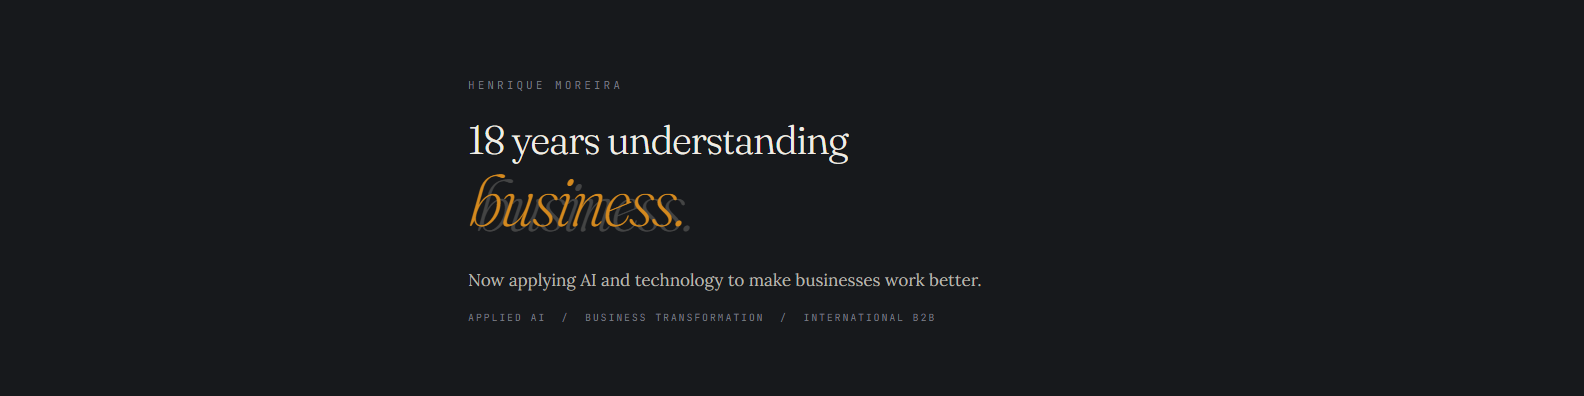 HENRIQUE MOREIRA
18 years understanding
business.
Now applying AI and technology to make businesses work better.
APPLIED AI / BUSINESS TRANSFORMATION / INTERNATIONAL B2B